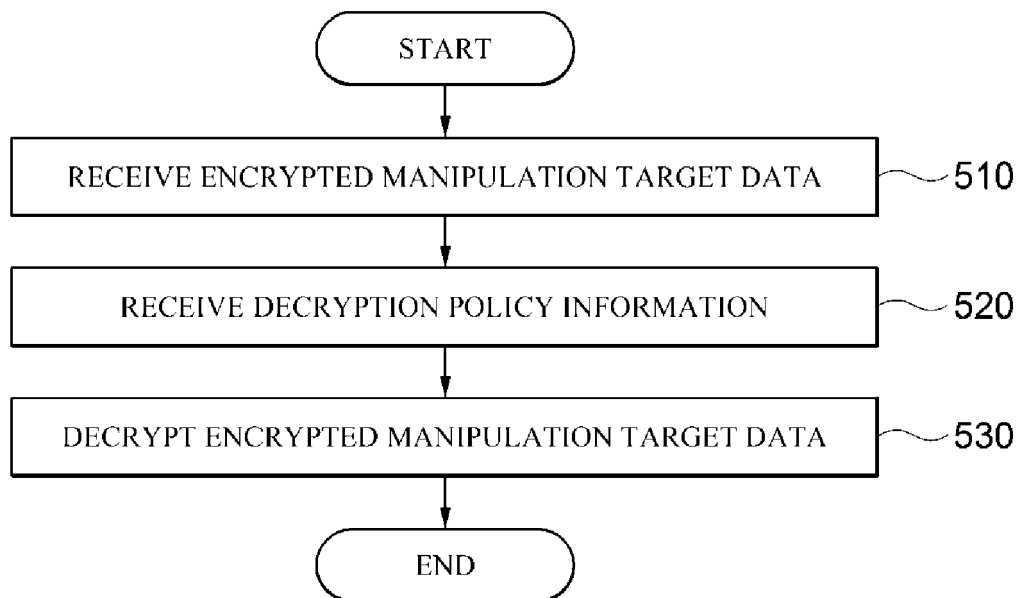 START
RECEIVE ENCRYPTED MANIPULATION TARGET DATA 510
RECEIVE DECRYPTION POLICY INFORMATION 520
DECRYPT ENCRYPTED MANIPULATION TARGET DATA 530
END